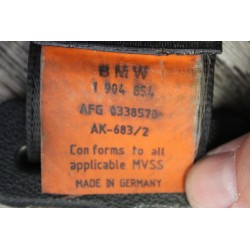 BMW
1 904 854
AFG 0338570
AK-683/2
Conforms to all
applicable MVSS
MADE IN GERMANY